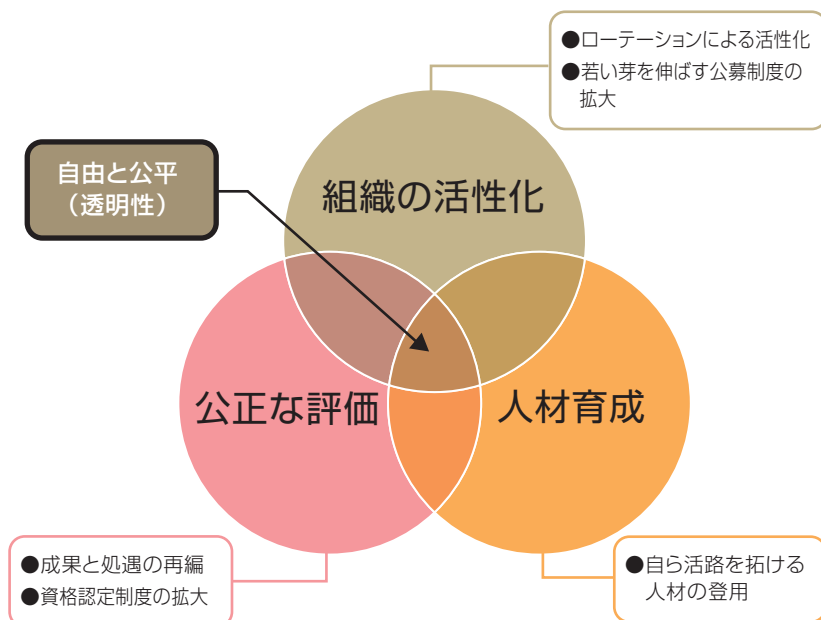 ●ローテーションによる活性化
●若い芽を伸ばす公募制度の
拡大
自由と公平
（透明性）
組織の活性化
公正な評価
人材育成
●成果と処遇の再編
●資格認定制度の拡大
●自ら活路を拓ける
人材の登用